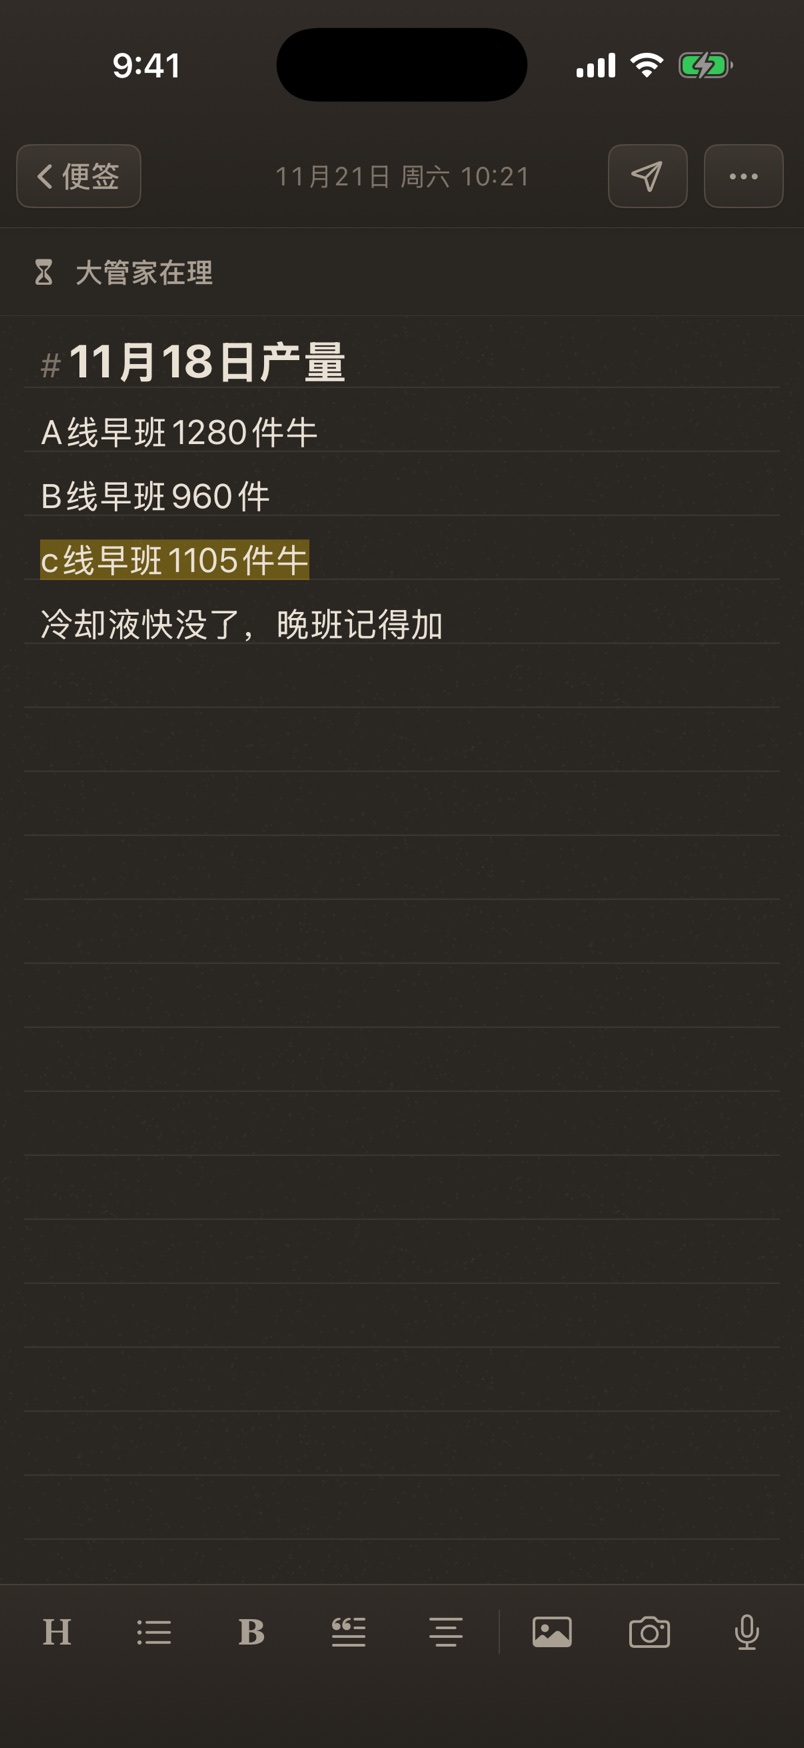 9:41
便签
11月21日 周六 10:21
大管家在理
# 11月18日产量
A线早班1280件牛
B线早班960件
c线早班1105件牛
冷却液快没了，晚班记得加
H
B